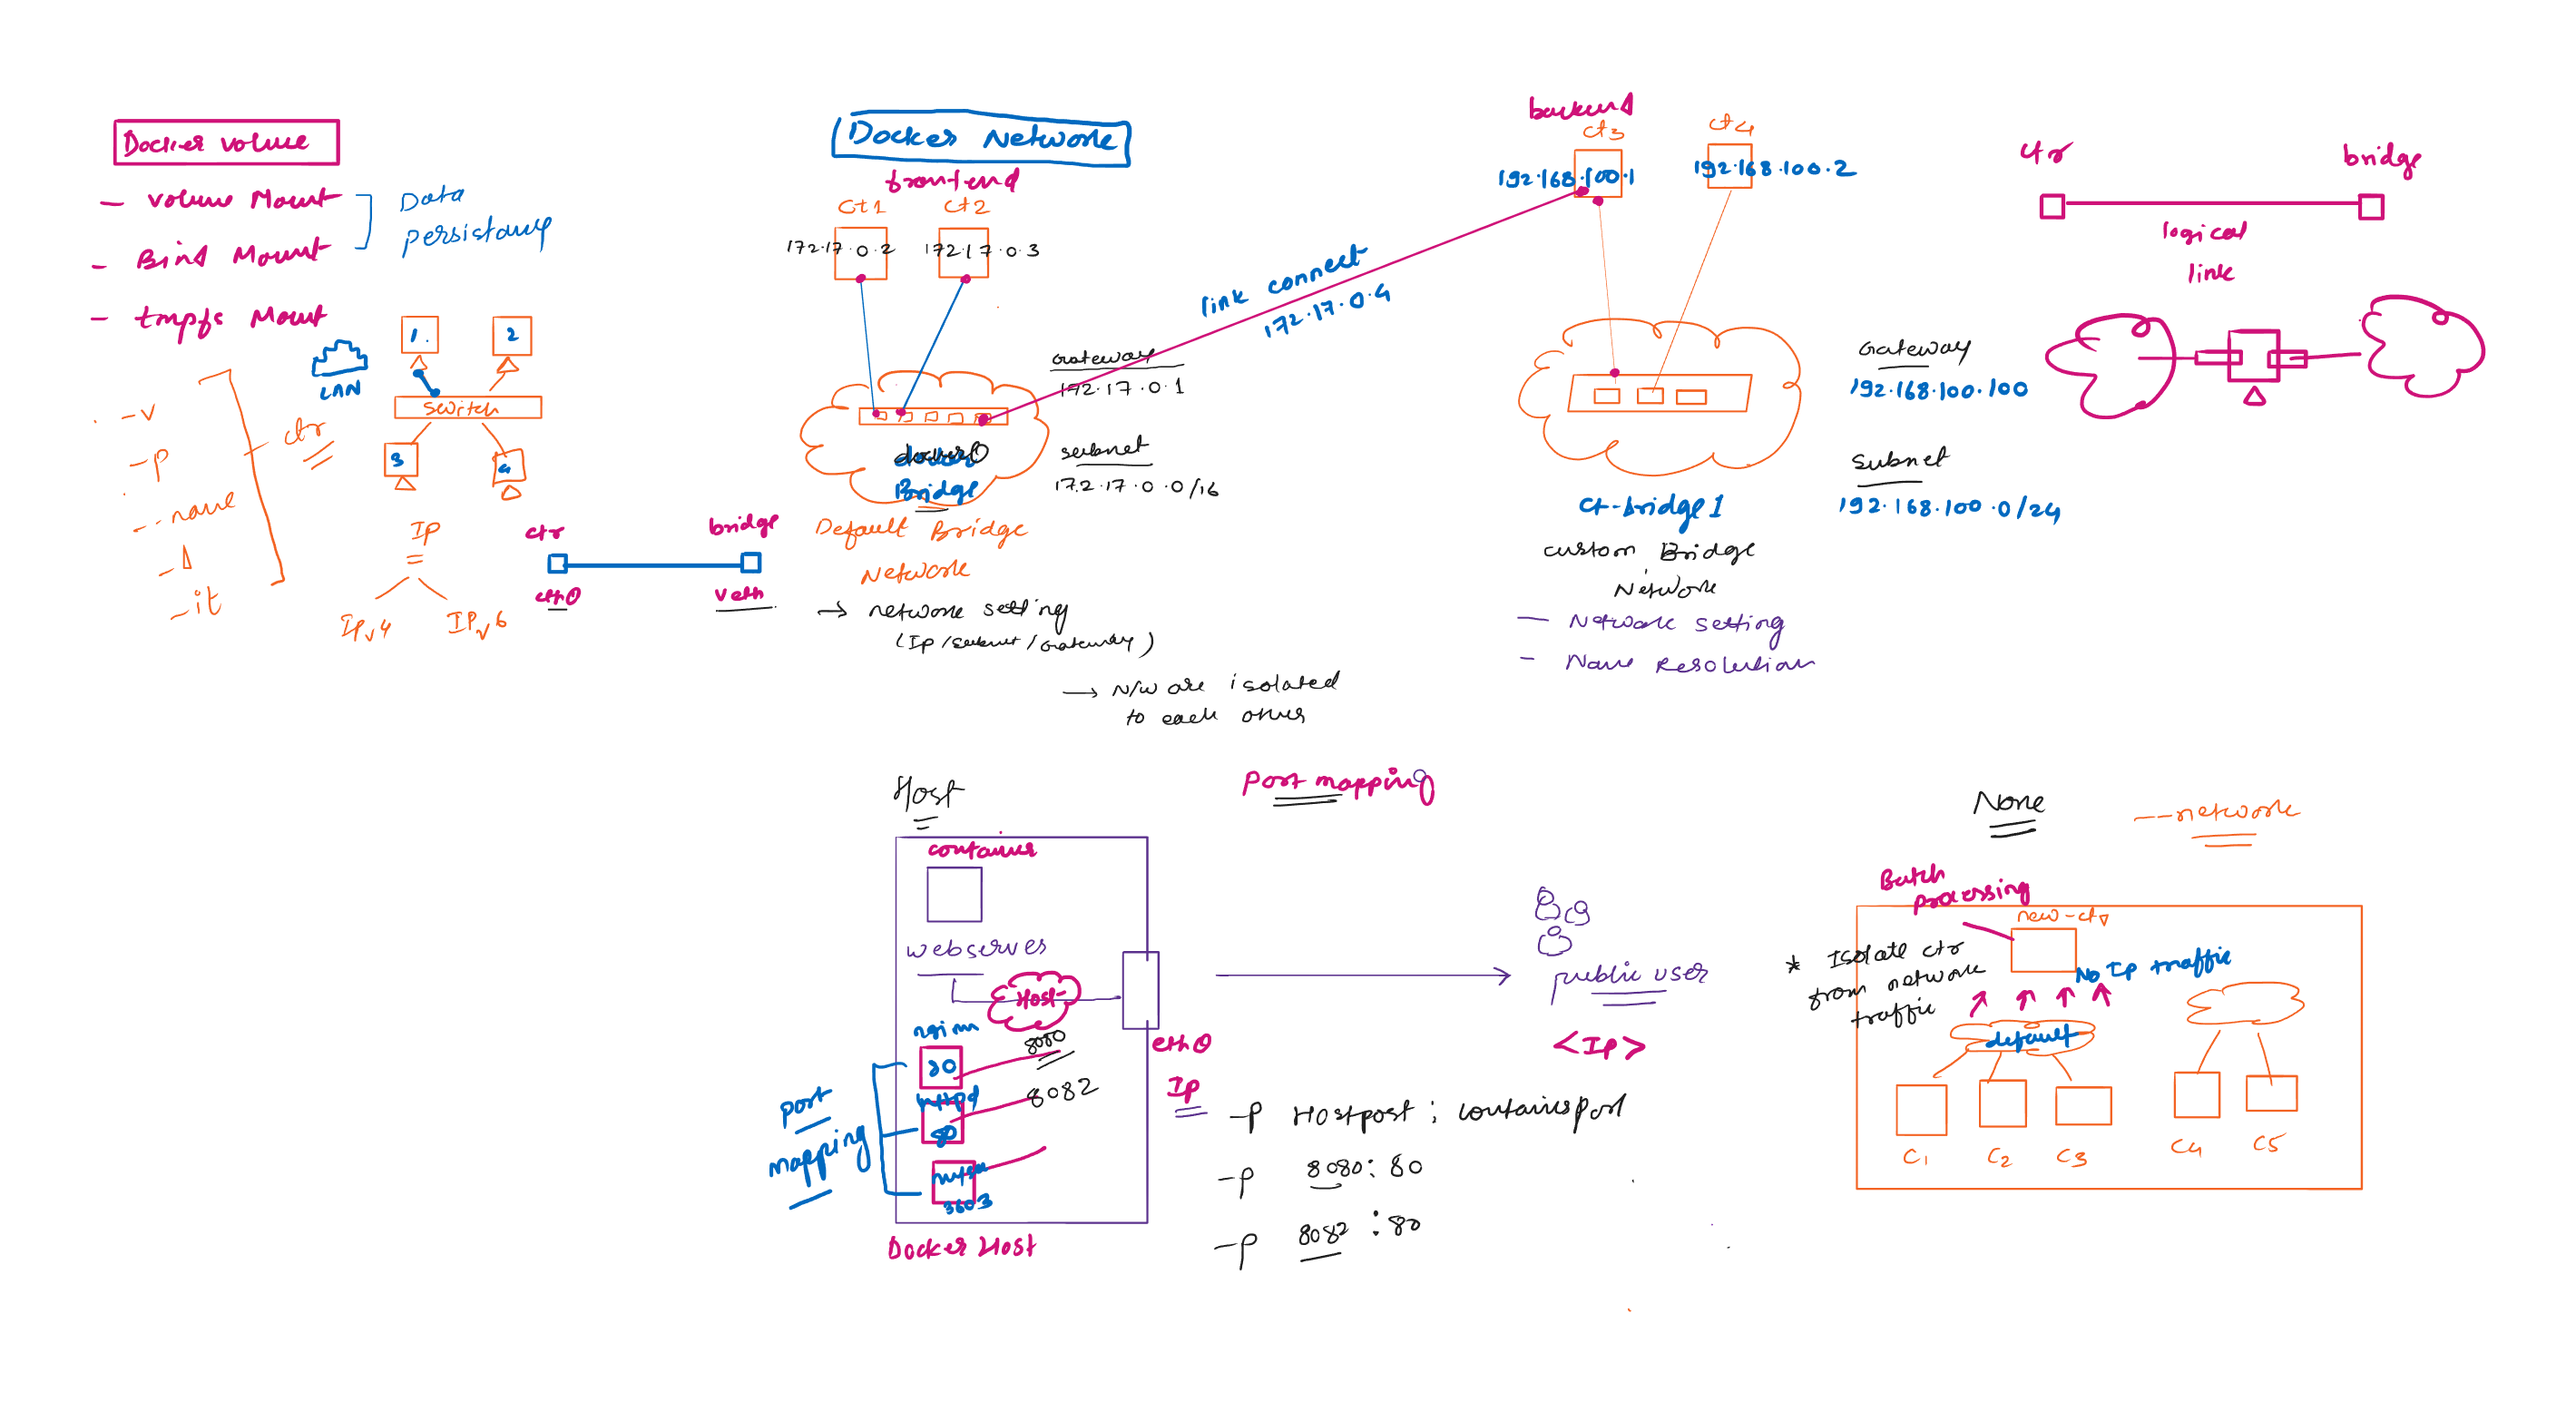 Docker volume
- Volume Mount
- Bind Mount
- tmpfs Mount
Data
persistancy
LAN
1.
2
switch
3
4
-v
-p
--name
-d
-it
ctr
IP
IPv4
IPv6
ctr
bridge
eth0
veth
Docker Network
frontend
ct1
ct2
172.17.0.2
172.17.0.3
Gateway
172.17.0.1
docker0
Bridge
subnet
172.17.0.0/16
Default Bridge
Network
→ network setting
(Ip/subnet/Gateway)
→ N/w are isolated
to each other
link connect
172.17.0.4
backend
ct3
ct4
192.168.100.1
192.168.100.2
Gateway
192.168.100.100
subnet
192.168.100.0/24
ct-bridge1
custom Bridge
Network
- Network setting
- Name Resolution
ctr
bridge
logical
link
Host
container
webserver
Host
nginx
80
8080
httpd
80
8082
3603
port
mapping
Docker Host
eth0
Ip
Port mapping
public user
<Ip>
-p Hostport : containerport
-p 8080:80
-p 8082:80
None
--network
Batch
processing
new-ctr
* Isolate ctr
from network
traffic
No Ip traffic
default
C1
C2
C3
C4
C5